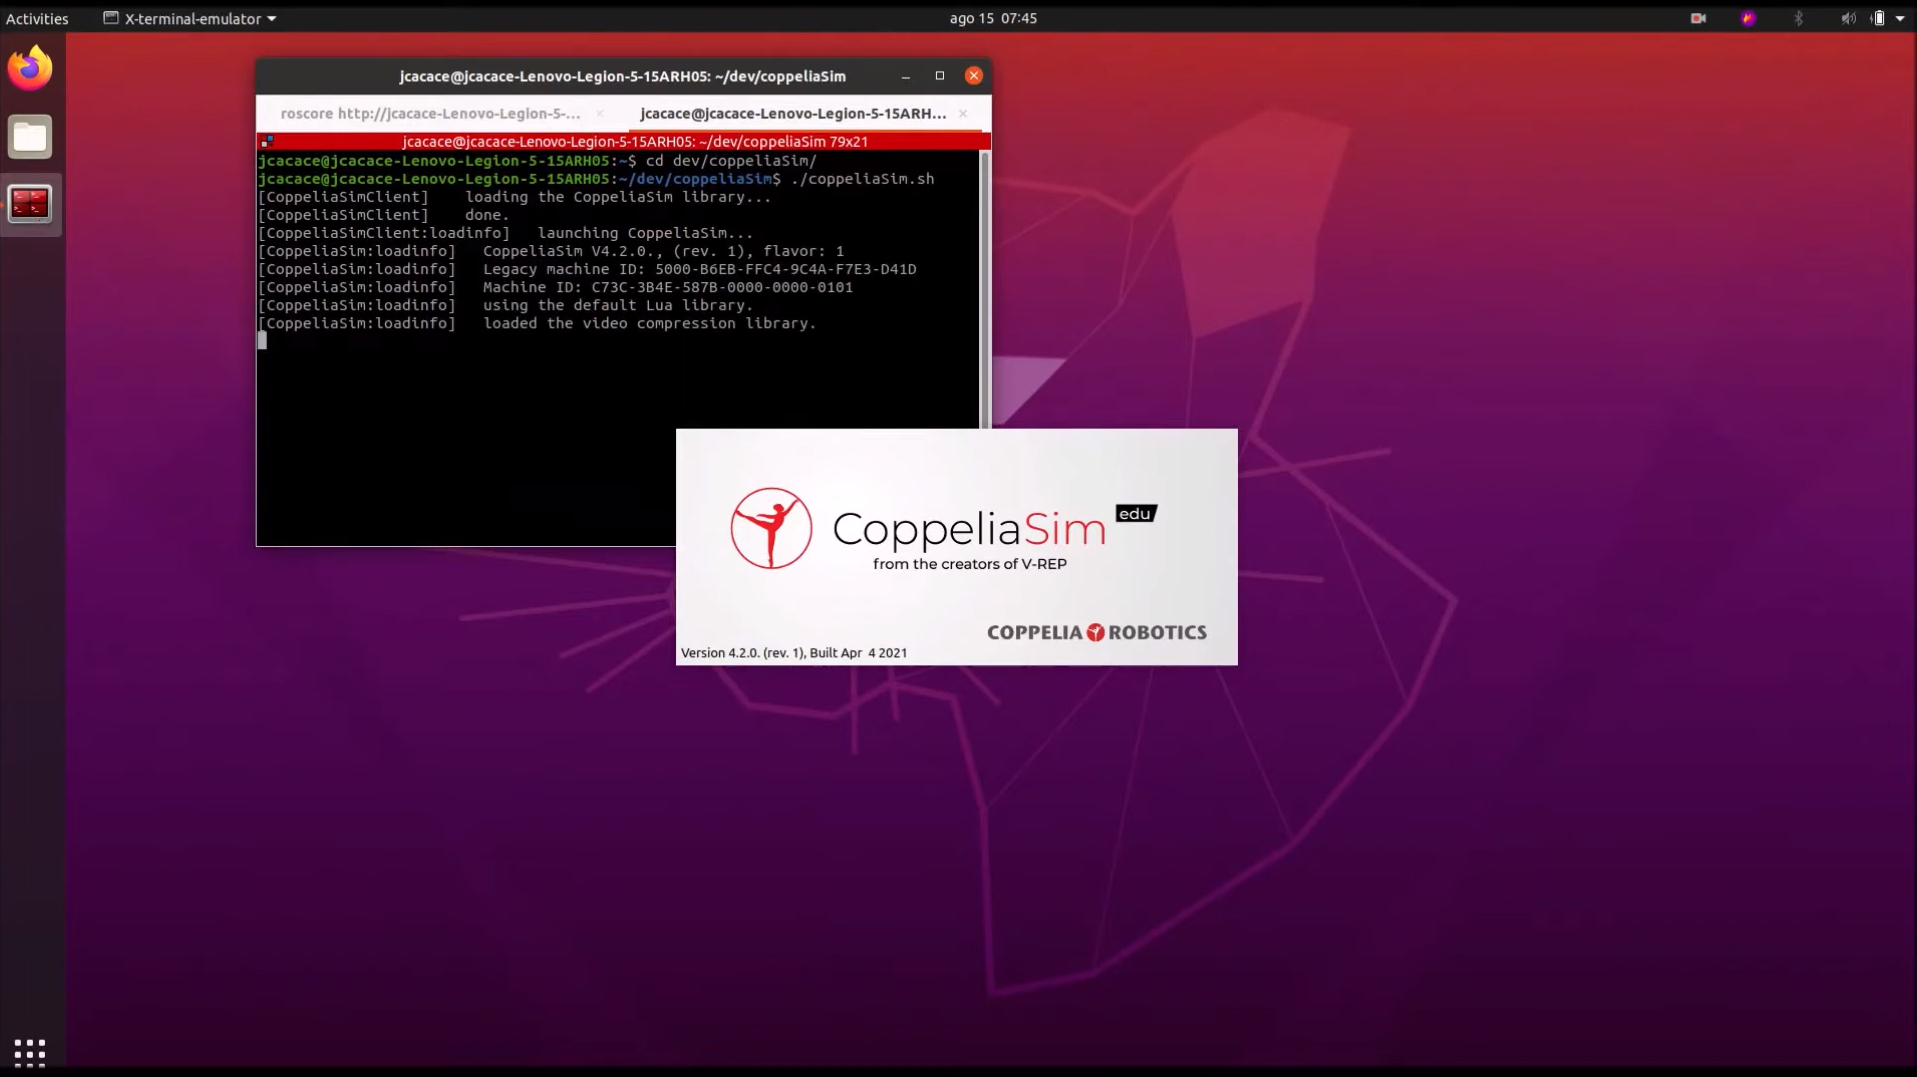 Activities
X-terminal-emulator
ago 15 07:45
jcacace@jcacace-Lenovo-Legion-5-15ARH05: ~/dev/coppeliaSim
roscore http://jcacace-Lenovo-Legion-5-...
jcacace@jcacace-Lenovo-Legion-5-15ARH...
jcacace@jcacace-Lenovo-Legion-5-15ARH05: ~/dev/coppeliaSim 79x21
jcacace@jcacace-Lenovo-Legion-5-15ARH05:~$ cd dev/coppeliaSim/
jcacace@jcacace-Lenovo-Legion-5-15ARH05:~/dev/coppeliaSim$ ./coppeliaSim.sh
[CoppeliaSimClient]    loading the CoppeliaSim library...
[CoppeliaSimClient]    done.
[CoppeliaSimClient:loadinfo]   launching CoppeliaSim...
[CoppeliaSim:loadinfo]   CoppeliaSim V4.2.0., (rev. 1), flavor: 1
[CoppeliaSim:loadinfo]   Legacy machine ID: 5000-B6EB-FFC4-9C4A-F7E3-D41D
[CoppeliaSim:loadinfo]   Machine ID: C73C-3B4E-587B-0000-0000-0101
[CoppeliaSim:loadinfo]   using the default Lua library.
[CoppeliaSim:loadinfo]   loaded the video compression library.
CoppeliaSim edu
from the creators of V-REP
COPPELIA ROBOTICS
Version 4.2.0. (rev. 1), Built Apr  4 2021